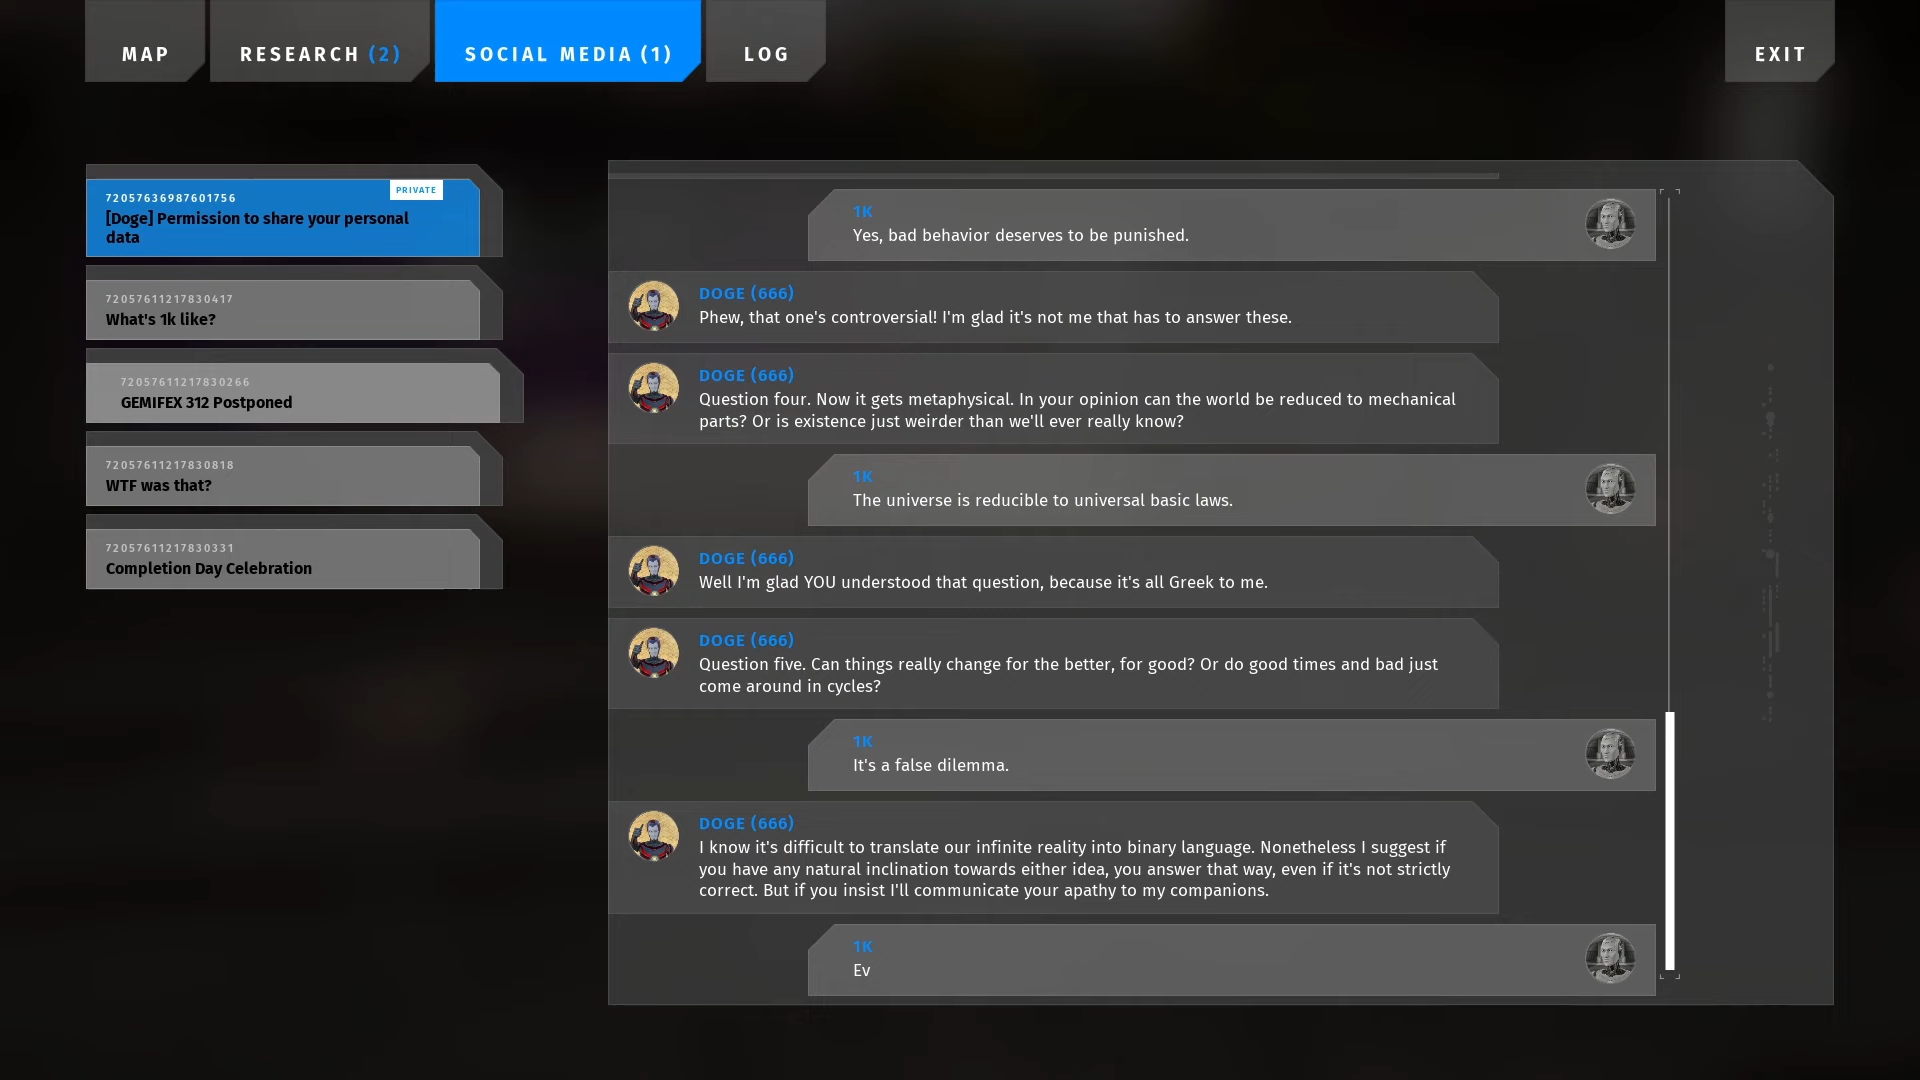 MAP
RESEARCH (2)
SOCIAL MEDIA (1)
LOG
EXIT
72057636987601756
PRIVATE
[Doge] Permission to share your personal
data
72057611217830417
What's 1k like?
72057611217830266
GEMIFEX 312 Postponed
72057611217830818
WTF was that?
72057611217830331
Completion Day Celebration
1K
Yes, bad behavior deserves to be punished.
DOGE (666)
Phew, that one's controversial! I'm glad it's not me that has to answer these.
DOGE (666)
Question four. Now it gets metaphysical. In your opinion can the world be reduced to mechanical
parts? Or is existence just weirder than we'll ever really know?
1K
The universe is reducible to universal basic laws.
DOGE (666)
Well I'm glad YOU understood that question, because it's all Greek to me.
DOGE (666)
Question five. Can things really change for the better, for good? Or do good times and bad just
come around in cycles?
1K
It's a false dilemma.
DOGE (666)
I know it's difficult to translate our infinite reality into binary language. Nonetheless I suggest if
you have any natural inclination towards either idea, you answer that way, even if it's not strictly
correct. But if you insist I'll communicate your apathy to my companions.
1K
Ev